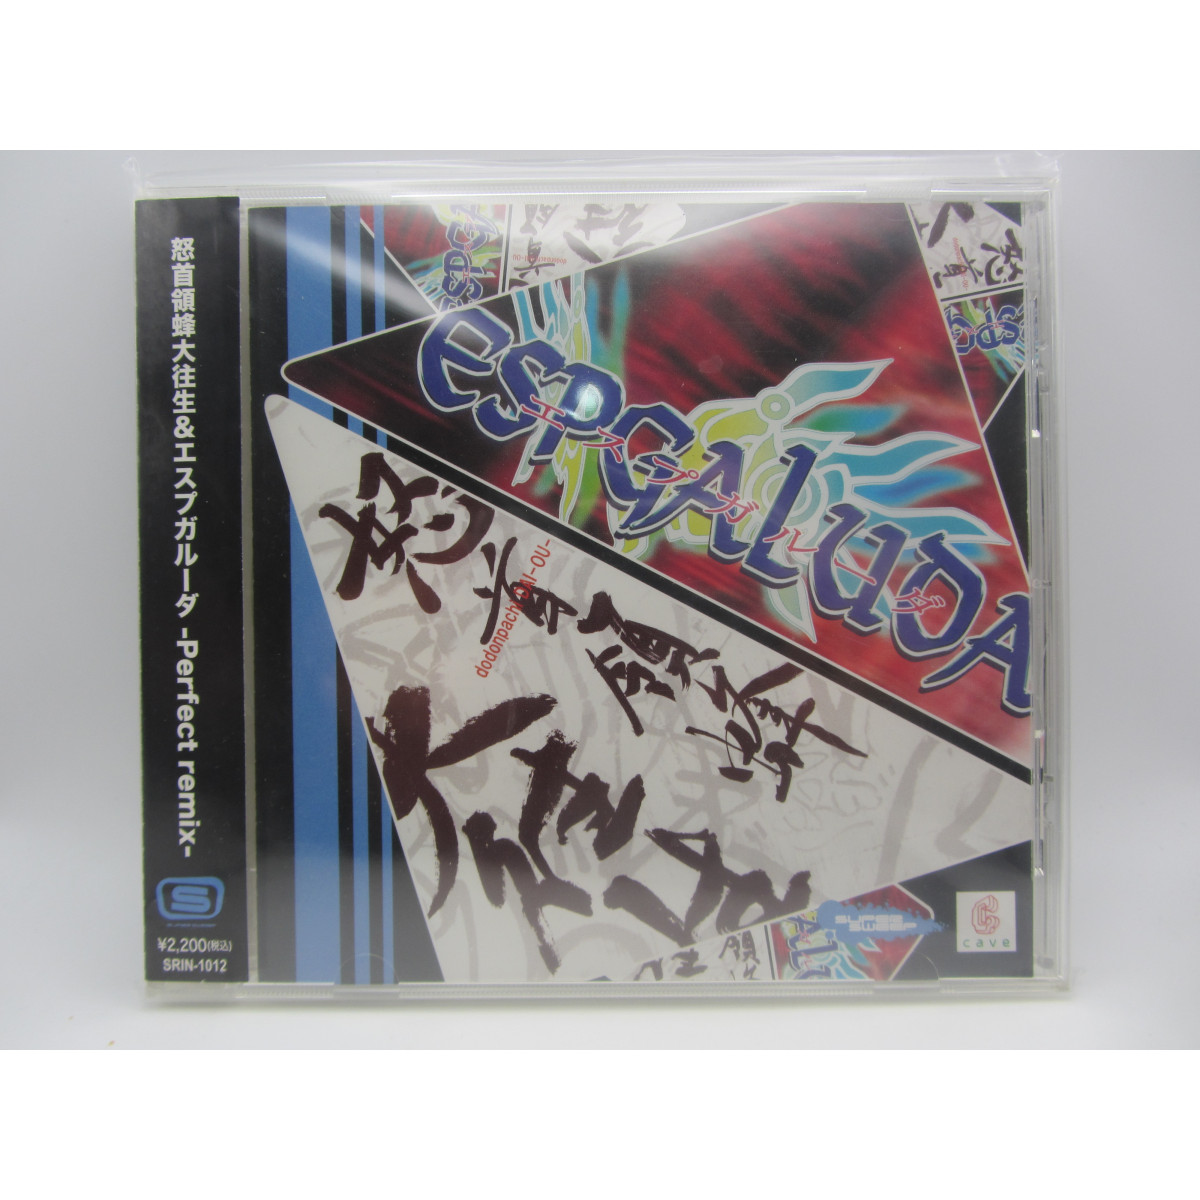 怒首領蜂大往生&エスプガルーダ -Perfect remix-
S
¥2,200(税込)
SRIN-1012
ESPGALUDA
エスプガルーダ
怒首領蜂
dodonpachi DAI-OU-
大往生
SUPER
SWEEP
cave